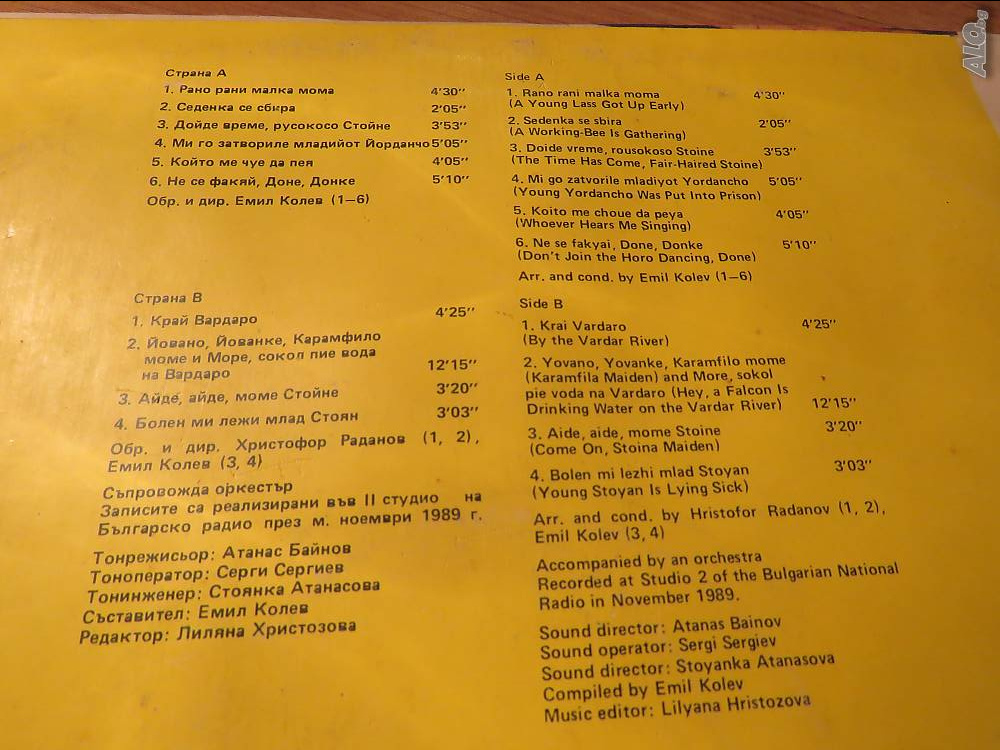 Страна А
1. Рано рани малка мома 4'30''
2. Седенка се сбира 2'05''
3. Дойде време, русокосо Стойне 3'53''
4. Ми го затвориле младийот Йорданчо 5'05''
5. Който ме чуе да пея 4'05''
6. Не се факяй, Доне, Донке 5'10''
Обр. и дир. Емил Колев (1–6)
Страна В
1. Край Вардаро 4'25''
2. Йовано, Йованке, Карамфило
моме и Море, сокол пие вода
на Вардаро 12'15''
3. Айде, айде, моме Стойне 3'20''
4. Болен ми лежи млад Стоян 3'03''
Обр. и дир. Христофор Раданов (1, 2),
Емил Колев (3, 4)
Съпровожда оркестър
Записите са реализирани във II студио на
Българско радио през м. ноември 1989 г.
Тонрежисьор: Атанас Байнов
Тоноператор: Серги Сергиев
Тонинженер: Стоянка Атанасова
Съставител: Емил Колев
Редактор: Лиляна Христозова
Side A
1. Rano rani malka moma 4'30''
(A Young Lass Got Up Early)
2. Sedenka se sbira 2'05''
(A Working-Bee Is Gathering)
3. Doide vreme, rousokoso Stoine 3'53''
(The Time Has Come, Fair-Haired Stoine)
4. Mi go zatvorile mladiyot Yordancho 5'05''
(Young Yordancho Was Put Into Prison)
5. Koito me choue da peya 4'05''
(Whoever Hears Me Singing)
6. Ne se fakyai, Done, Donke 5'10''
(Don't Join the Horo Dancing, Done)
Arr. and cond. by Emil Kolev (1–6)
Side B
1. Krai Vardaro 4'25''
(By the Vardar River)
2. Yovano, Yovanke, Karamfilo mome
(Karamfila Maiden) and More, sokol
pie voda na Vardaro (Hey, a Falcon Is
Drinking Water on the Vardar River) 12'15''
3. Aide, aide, mome Stoine 3'20''
(Come On, Stoina Maiden)
4. Bolen mi lezhi mlad Stoyan 3'03''
(Young Stoyan Is Lying Sick)
Arr. and cond. by Hristofor Radanov (1, 2),
Emil Kolev (3, 4)
Accompanied by an orchestra
Recorded at Studio 2 of the Bulgarian National
Radio in November 1989.
Sound director: Atanas Bainov
Sound operator: Sergi Sergiev
Sound director: Stoyanka Atanasova
Compiled by Emil Kolev
Music editor: Lilyana Hristozova
ALO.bg